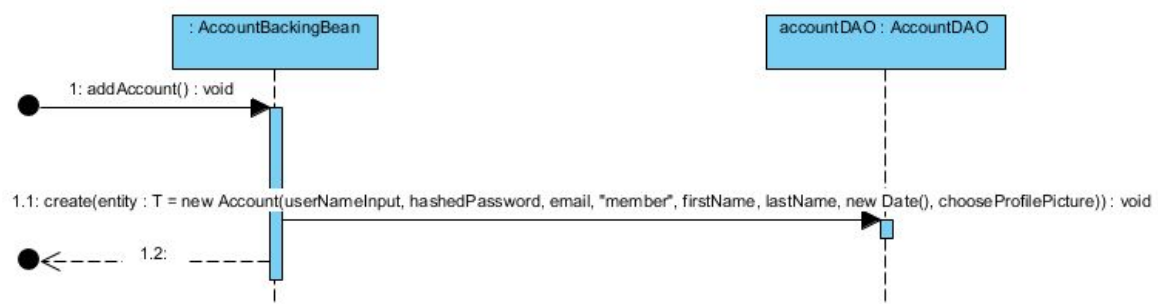 : AccountBackingBean
accountDAO : AccountDAO
1: addAccount() : void
1.1: create(entity : T = new Account(userNameInput, hashedPassword, email, "member", firstName, lastName, new Date(), chooseProfilePicture)) : void
1.2: